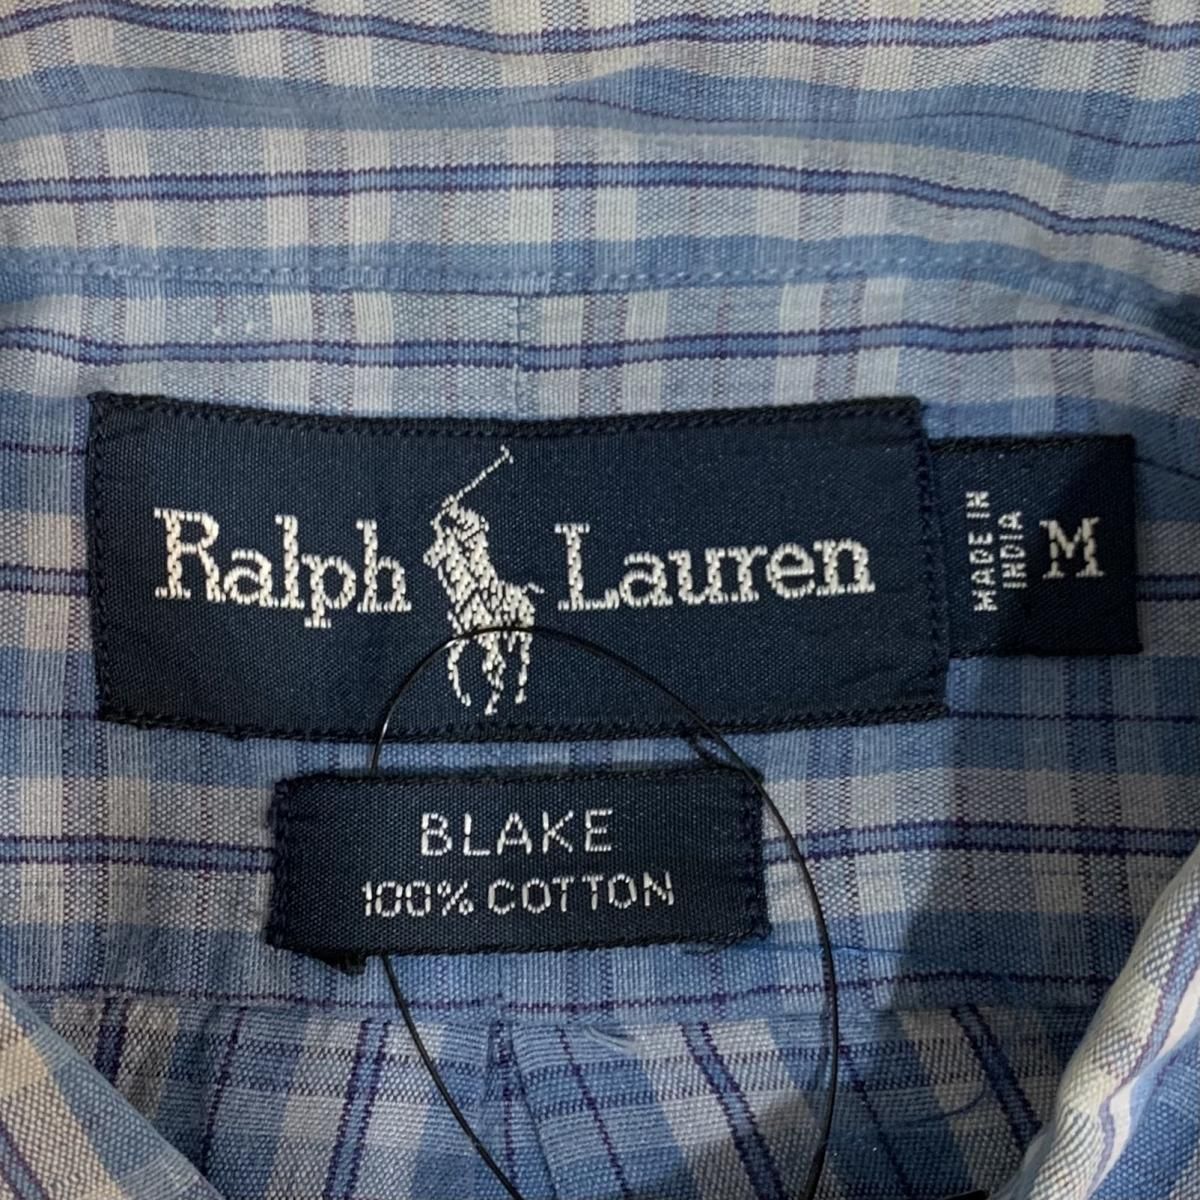 Ralph Lauren
MADE IN
INDIA
M
BLAKE
100% COTTON